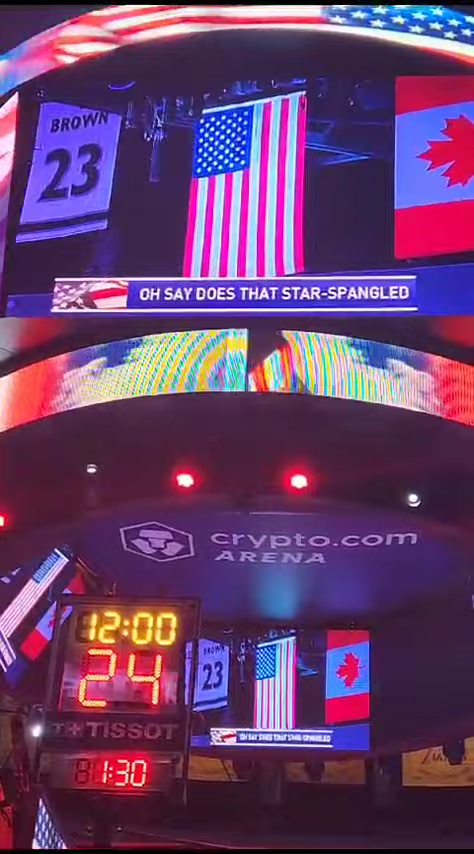 BROWN
23
OH SAY DOES THAT STAR-SPANGLED
crypto.com
ARENA
12:00
24
T+TISSOT
1:30
BROWN
23
OH SAY DOES THAT STAR-SPANGLED